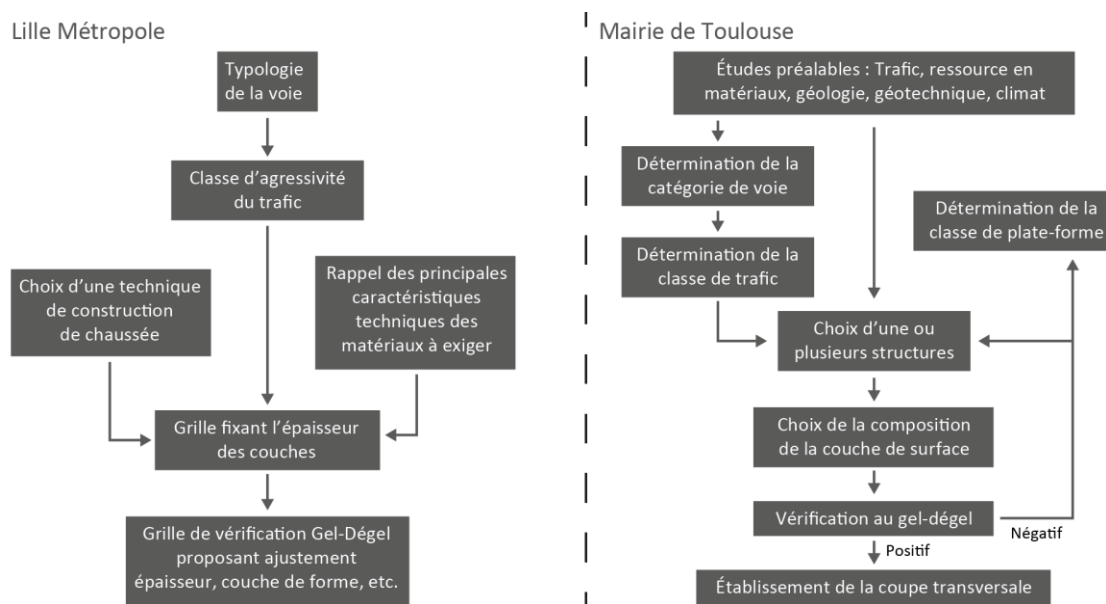 Lille Métropole
Typologie
de la voie
Classe d’agressivité
du trafic
Choix d’une technique
de construction
de chaussée
Rappel des principales
caractéristiques
techniques des
matériaux à exiger
Grille fixant l’épaisseur
des couches
Grille de vérification Gel-Dégel
proposant ajustement
épaisseur, couche de forme, etc.
Mairie de Toulouse
Études préalables : Trafic, ressource en
matériaux, géologie, géotechnique, climat
Détermination de la
catégorie de voie
Détermination de la
classe de plate-forme
Détermination de la
classe de trafic
Choix d’une ou
plusieurs structures
Choix de la composition
de la couche de surface
Vérification au gel-dégel
Négatif
Positif
Établissement de la coupe transversale